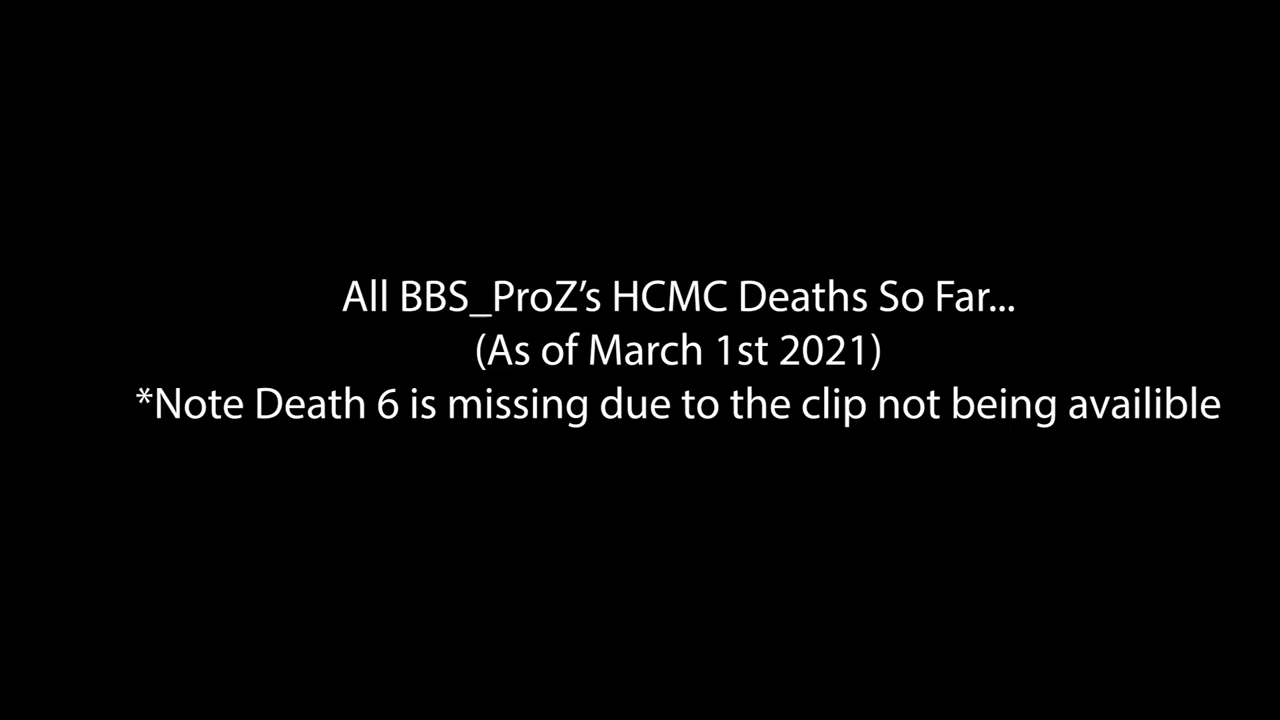 All BBS_ProZ’s HCMC Deaths So Far...
(As of March 1st 2021)
*Note Death 6 is missing due to the clip not being availible